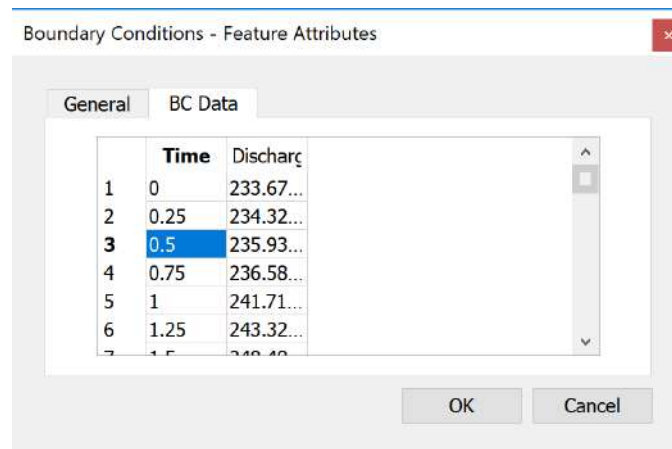 Boundary Conditions - Feature Attributes
General BC Data
Time Discharg
1 0 233.67...
2 0.25 234.32...
3 0.5 235.93...
4 0.75 236.58...
5 1 241.71...
6 1.25 243.32...
OK Cancel